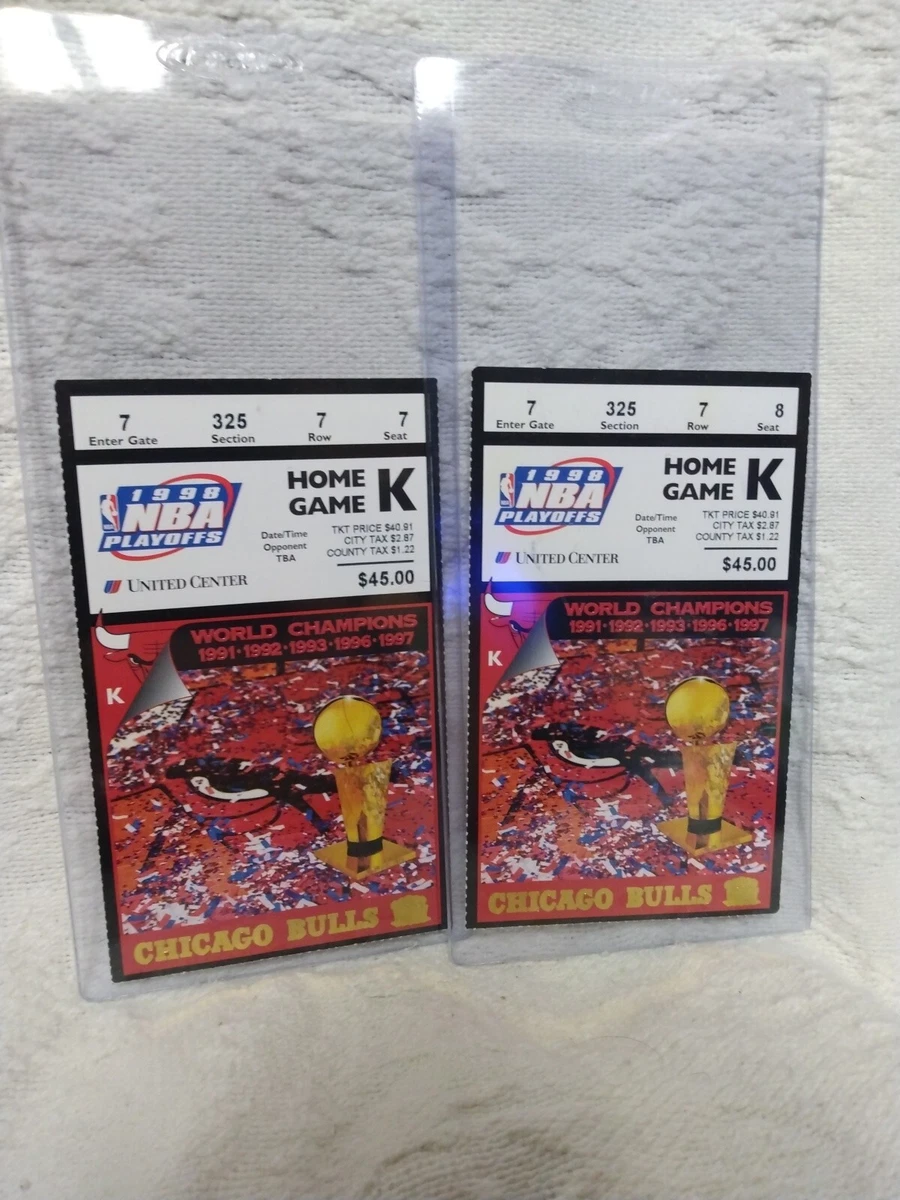 7 325 7 7
Enter Gate Section Row Seat
1998
NBA
PLAYOFFS
HOME
GAME K
Date/Time
Opponent
TBA
TKT PRICE $40.91
CITY TAX $2.87
COUNTY TAX $1.22
$45.00
UNITED CENTER
WORLD CHAMPIONS
1991·1992·1993·1996·1997
K
CHICAGO BULLS
7 325 7 8
Enter Gate Section Row Seat
1998
NBA
PLAYOFFS
HOME
GAME K
Date/Time
Opponent
TBA
TKT PRICE $40.91
CITY TAX $2.87
COUNTY TAX $1.22
$45.00
UNITED CENTER
WORLD CHAMPIONS
1991·1992·1993·1996·1997
K
CHICAGO BULLS